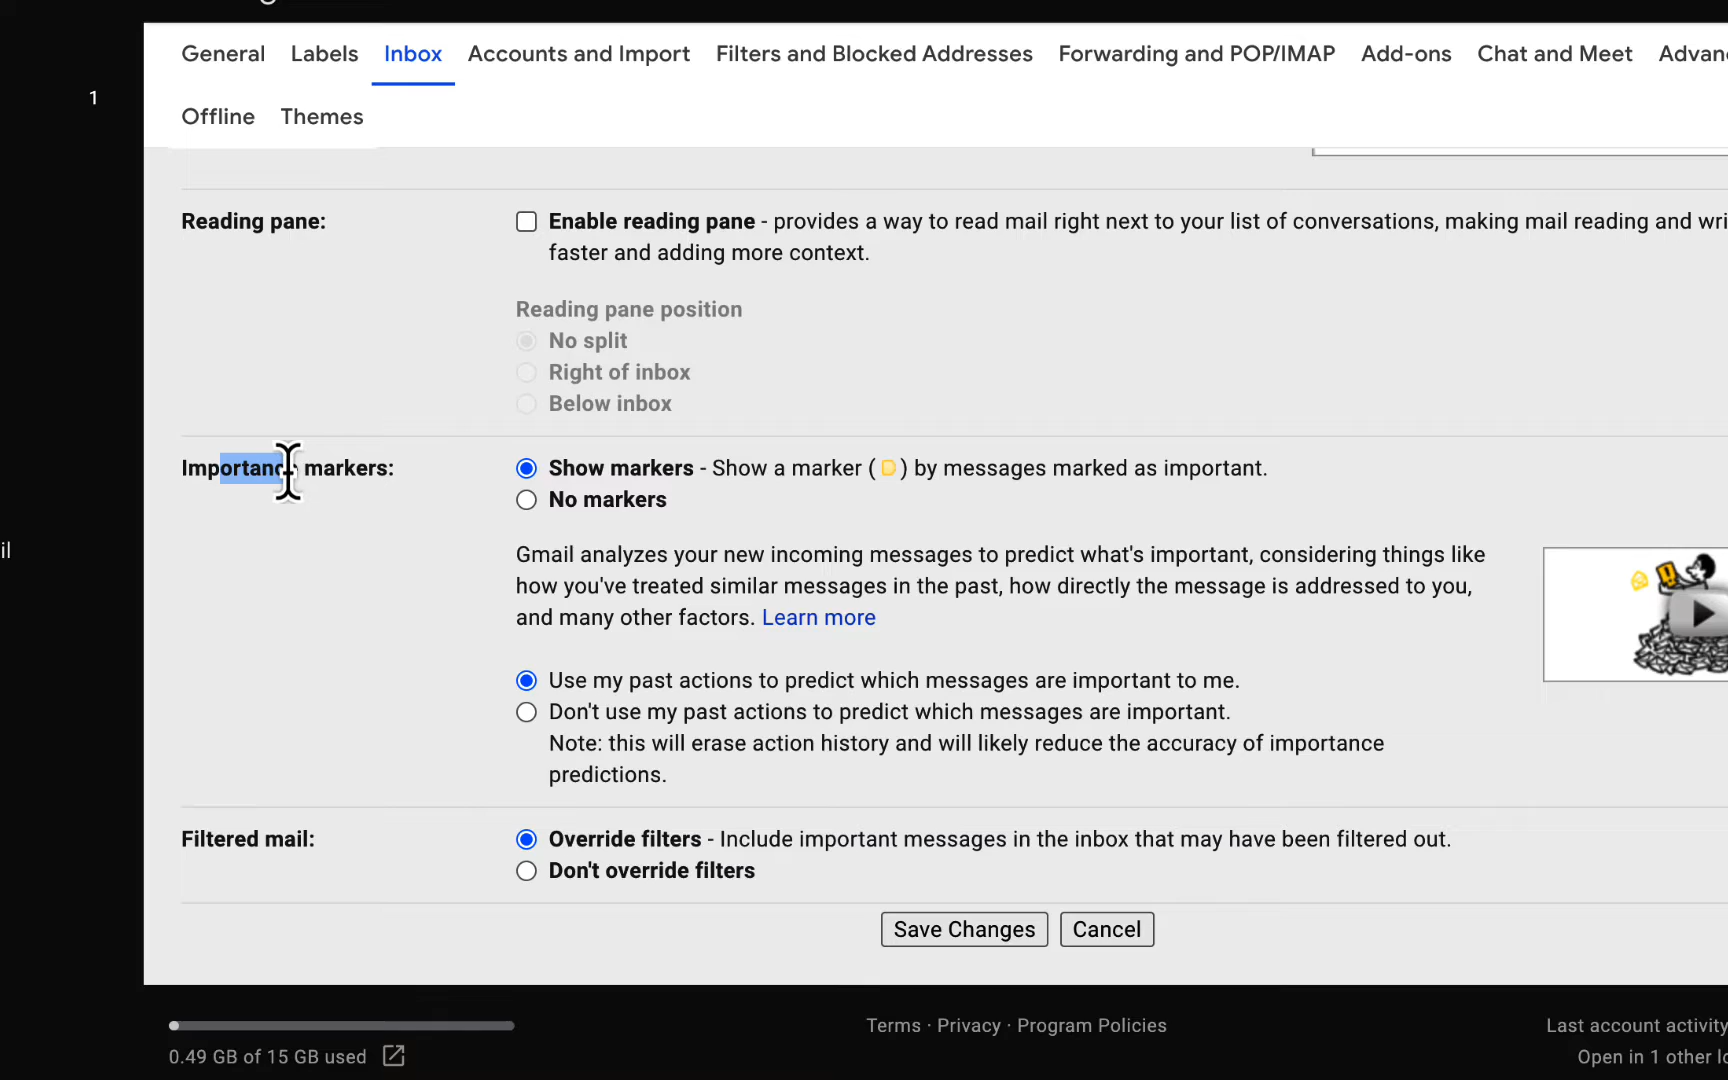 General Labels Inbox Accounts and Import Filters and Blocked Addresses Forwarding and POP/IMAP Add-ons Chat and Meet
1
Offline Themes
Reading pane:
Enable reading pane - provides a way to read mail right next to your list of conversations, making mail reading and
faster and adding more context.
Reading pane position
No split
Right of inbox
Below inbox
Importance markers:
Show markers - Show a marker ( ) by messages marked as important.
No markers
Gmail analyzes your new incoming messages to predict what's important, considering things like
how you've treated similar messages in the past, how directly the message is addressed to you,
and many other factors. Learn more
il
Use my past actions to predict which messages are important to me.
Don't use my past actions to predict which messages are important.
Note: this will erase action history and will likely reduce the accuracy of importance
predictions.
Filtered mail:
Override filters - Include important messages in the inbox that may have been filtered out.
Don't override filters
Save Changes Cancel
Terms · Privacy · Program Policies
Last account activity
0.49 GB of 15 GB used
Open in 1 other